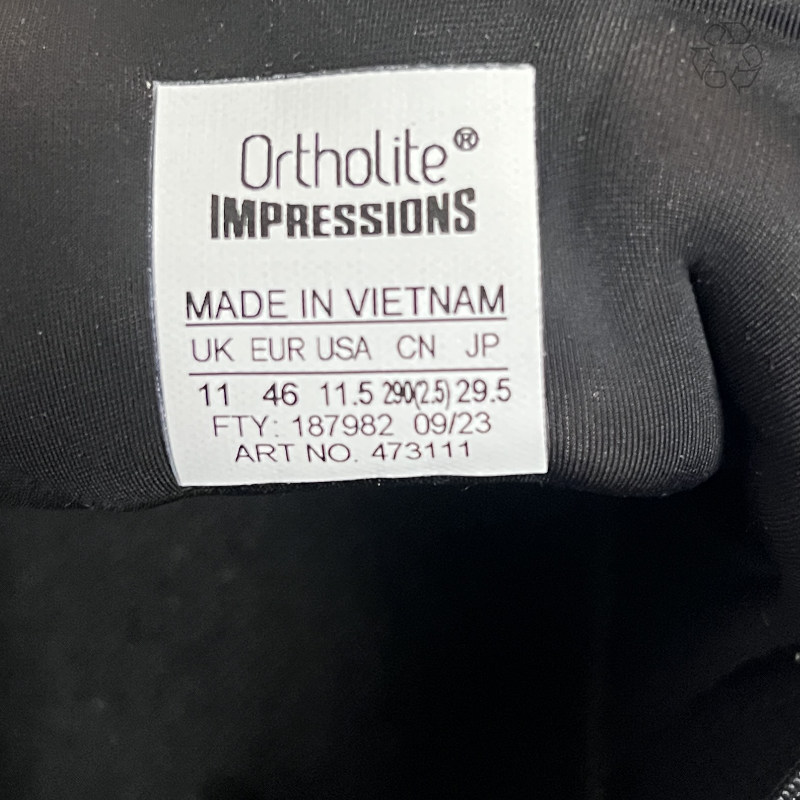 Ortholite®
IMPRESSIONS
MADE IN VIETNAM
UK EUR USA CN JP
11 46 11.5 290(2.5) 29.5
FTY: 187982 09/23
ART NO. 473111